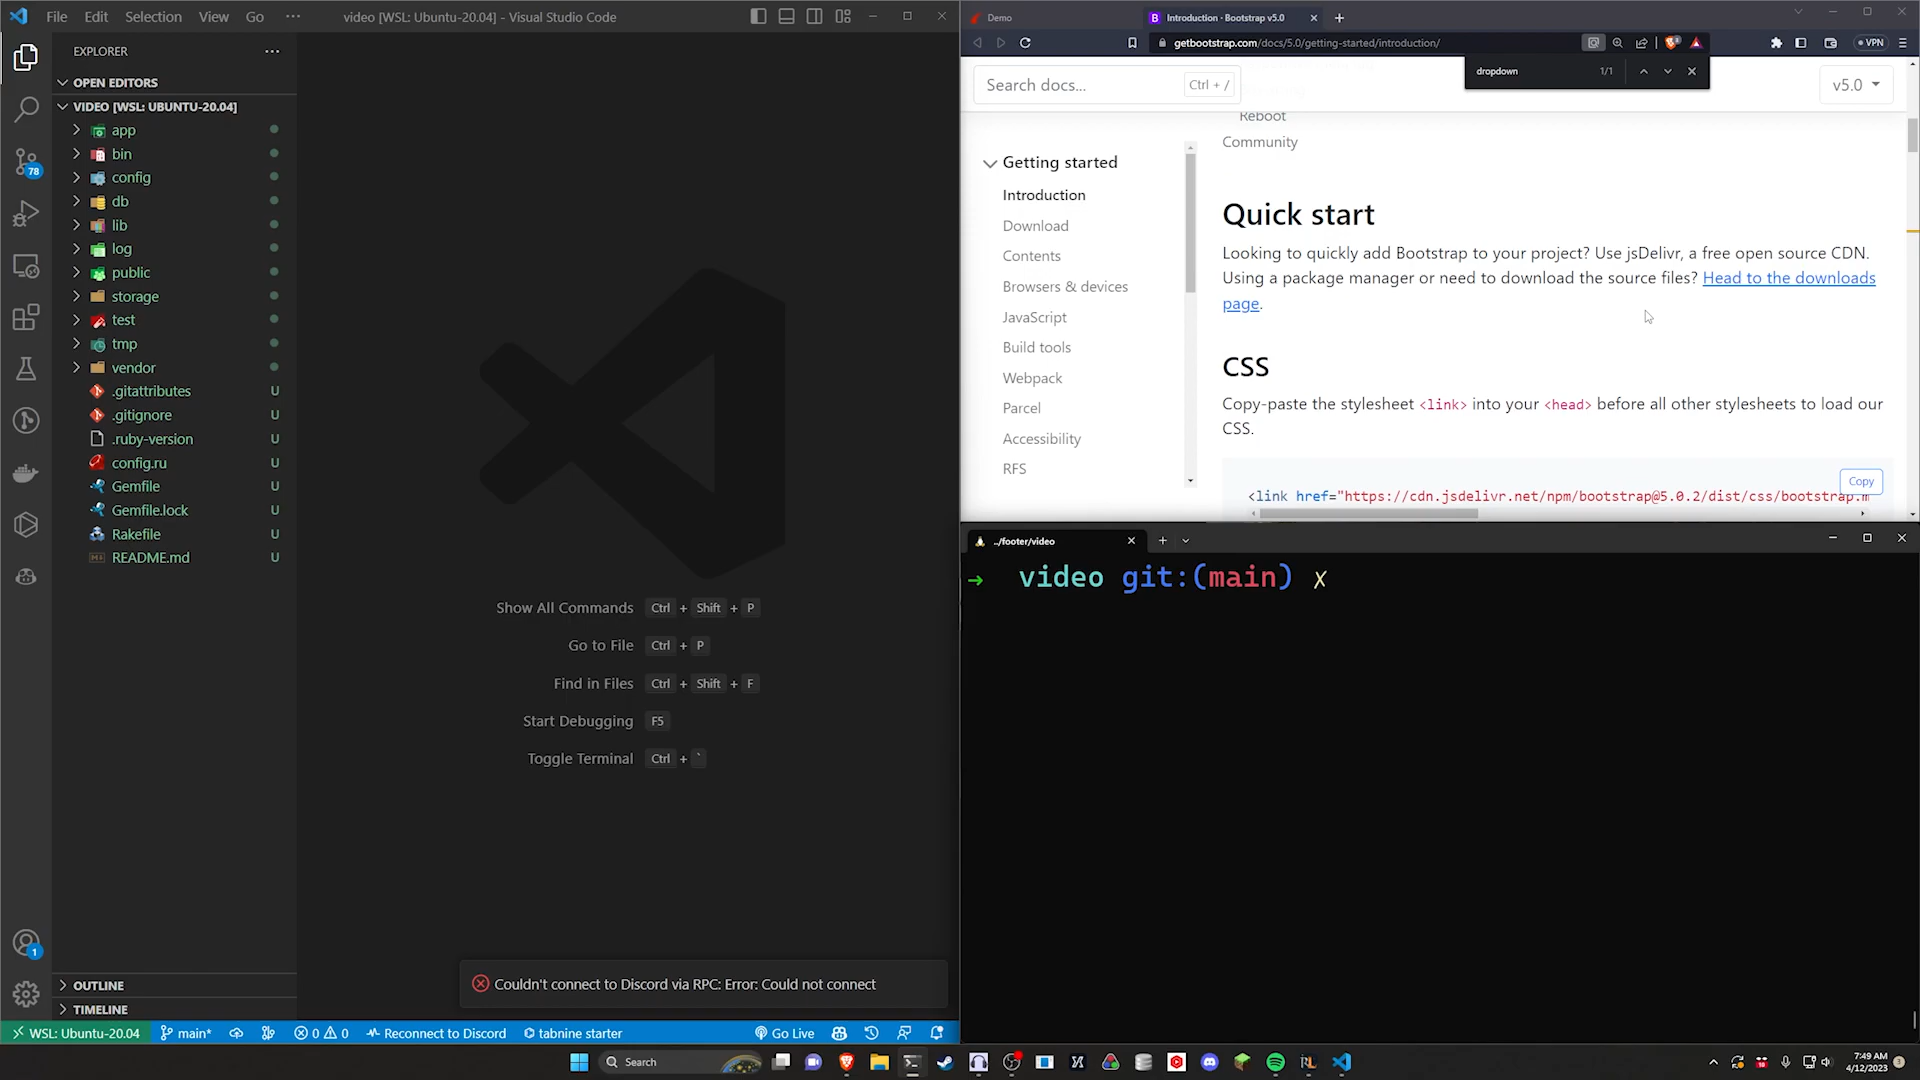 File Edit Selection View Go ···
video [WSL: Ubuntu-20.04] - Visual Studio Code
EXPLORER
OPEN EDITORS
VIDEO [WSL: UBUNTU-20.04]
app
bin
config
db
lib
log
public
storage
test
tmp
vendor
.gitattributes U
.gitignore U
.ruby-version U
config.ru U
Gemfile U
Gemfile.lock U
Rakefile U
README.md U
OUTLINE
TIMELINE
78
1
Show All Commands Ctrl + Shift + P
Go to File Ctrl + P
Find in Files Ctrl + Shift + F
Start Debugging F5
Toggle Terminal Ctrl + `
Couldn't connect to Discord via RPC: Error: Could not connect
WSL: Ubuntu-20.04 main* 0 0 Reconnect to Discord tabnine starter Go Live
Demo
Introduction · Bootstrap v5.0
getbootstrap.com/docs/5.0/getting-started/introduction/
VPN
dropdown 1/1
Search docs... Ctrl + /
v5.0
Getting started
Introduction
Download
Contents
Browsers & devices
JavaScript
Build tools
Webpack
Parcel
Accessibility
RFS
Reboot
Community
Quick start
Looking to quickly add Bootstrap to your project? Use jsDelivr, a free open source CDN.
Using a package manager or need to download the source files? Head to the downloads
page.
CSS
Copy-paste the stylesheet <link> into your <head> before all other stylesheets to load our
CSS.
Copy
<link href="https://cdn.jsdelivr.net/npm/bootstrap@5.0.2/dist/css/bootstrap.m
../footer/video
→ video git:(main) ✗
Search
7:49 AM
4/12/2023